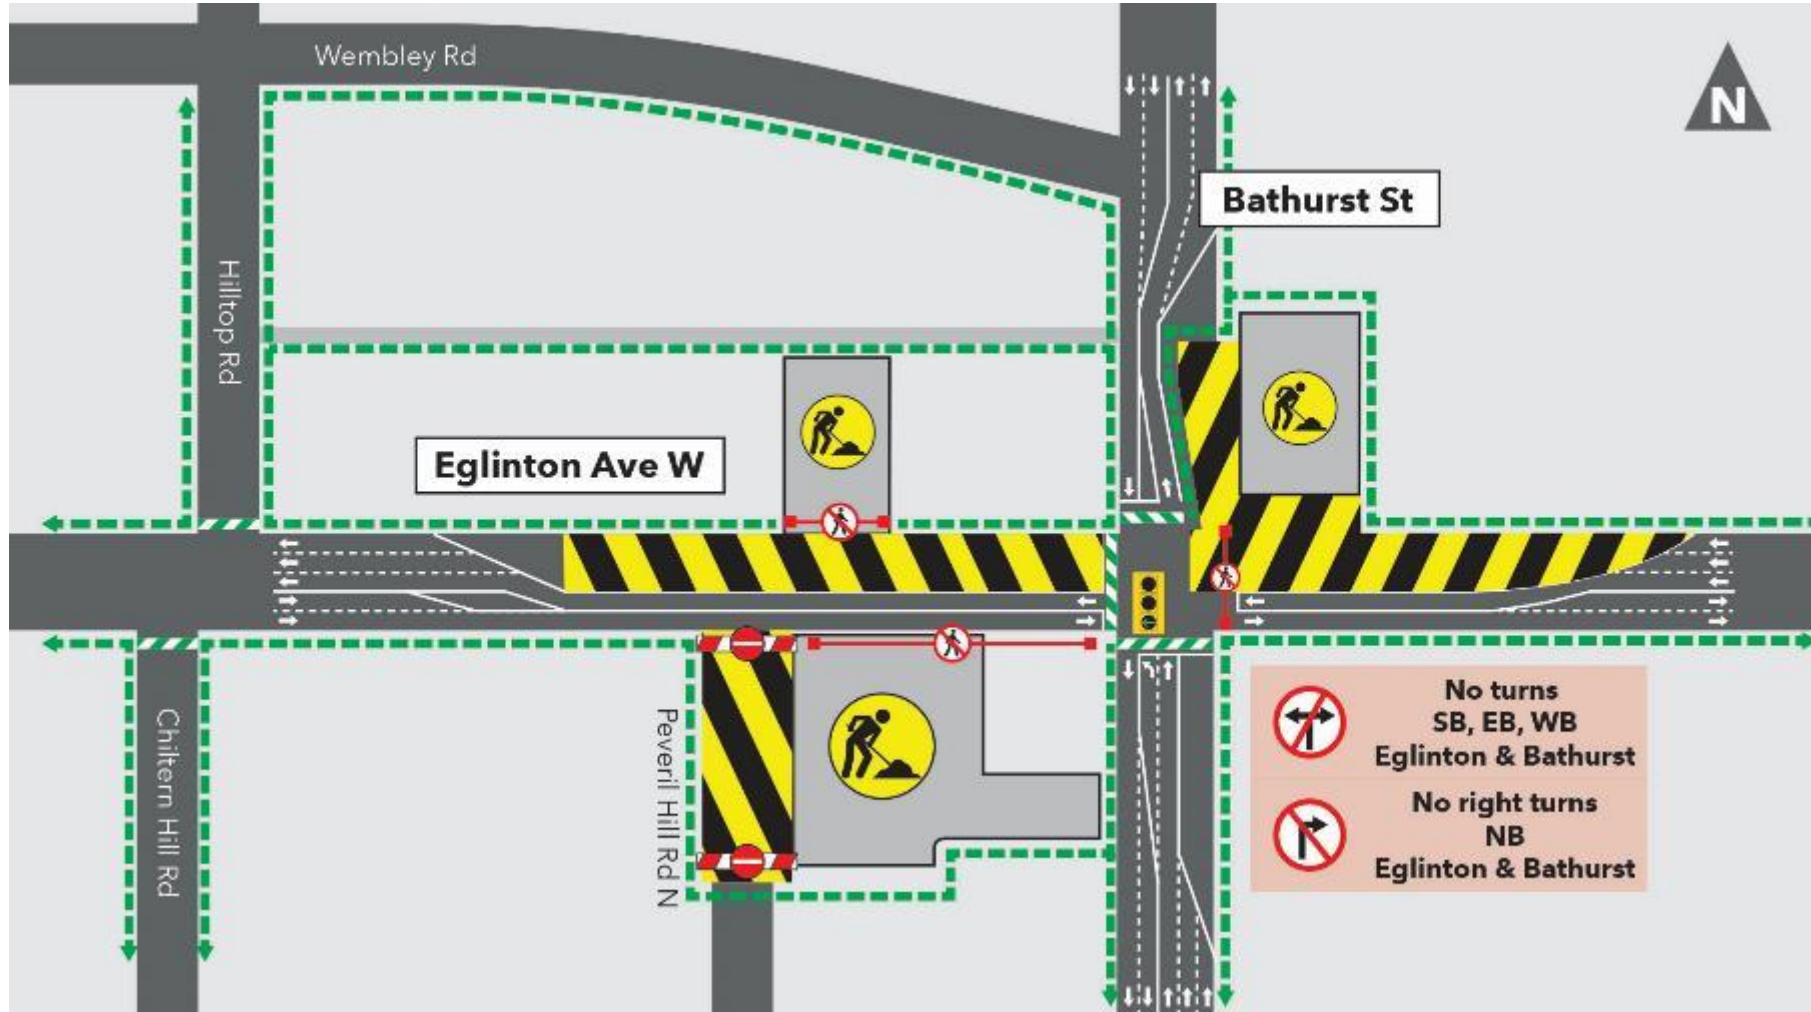 Wembley Rd
N
Bathurst St
Hilltop Rd
Eglinton Ave W
Peveril Hill Rd N
Chiltern Hill Rd
No turns
SB, EB, WB
Eglinton & Bathurst
No right turns
NB
Eglinton & Bathurst